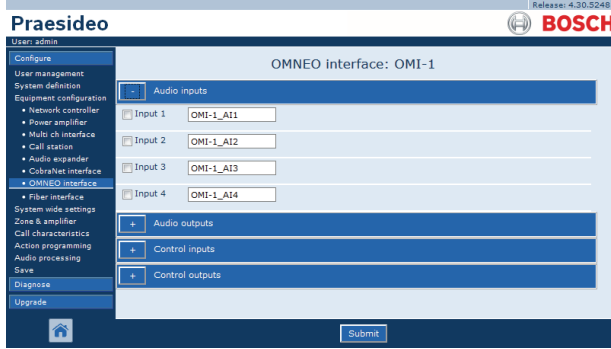 Release: 4.30.5248
Praesideo
BOSCH
User: admin
Configure
User management
System definition
Equipment configuration
• Network controller
• Power amplifier
• Multi ch interface
• Call station
• Audio expander
• CobraNet interface
• OMNEO interface
• Fiber interface
System wide settings
Zone & amplifier
Call characteristics
Action programming
Audio processing
Save
Diagnose
Upgrade
OMNEO interface: OMI-1
- Audio inputs
Input 1 OMI-1_AI1
Input 2 OMI-1_AI2
Input 3 OMI-1_AI3
Input 4 OMI-1_AI4
+ Audio outputs
+ Control inputs
+ Control outputs
Submit